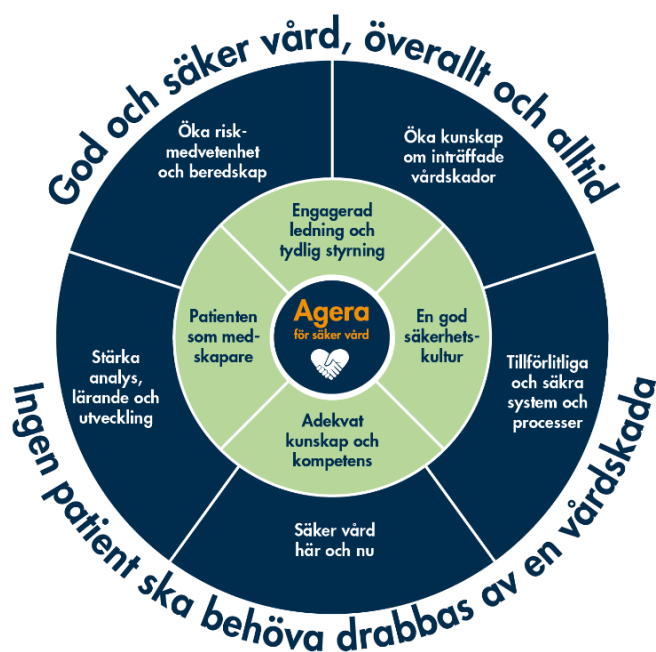 God och säker vård, överallt och alltid
Öka risk-
medvetenhet
och beredskap
Öka kunskap
om inträffade
vårdskador
Engagerad
ledning och
tydlig styrning
Patienten
som med-
skapare
Agera
för säker vård
En god
säkerhets-
kultur
Stärka
analys,
lärande och
utveckling
Tillförlitliga
och säkra
system och
processer
Adekvat
kunskap och
kompetens
Säker vård
här och nu
Ingen patient ska behöva drabbas av en vårdskada